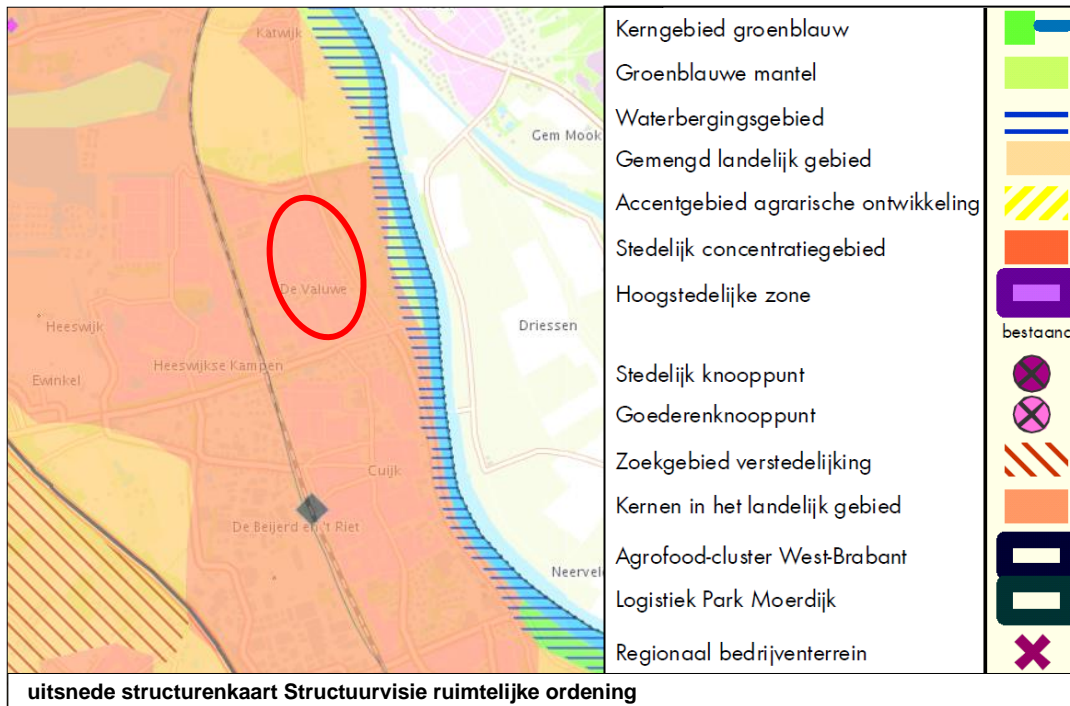 Katwijk
Gem Mook
De Valuwe
Driessen
Heeswijk
Heeswijkse Kampen
Ewinkel
Cuijk
De Beijerd en 't Riet
Neervel
Kerngebied groenblauw
Groenblauwe mantel
Waterbergingsgebied
Gemengd landelijk gebied
Accentgebied agrarische ontwikkeling
Stedelijk concentratiegebied
Hoogstedelijke zone
bestaand
Stedelijk knooppunt
Goederenknooppunt
Zoekgebied verstedelijking
Kernen in het landelijk gebied
Agrofood-cluster West-Brabant
Logistiek Park Moerdijk
Regionaal bedrijventerrein
uitsnede structurenkaart Structuurvisie ruimtelijke ordening